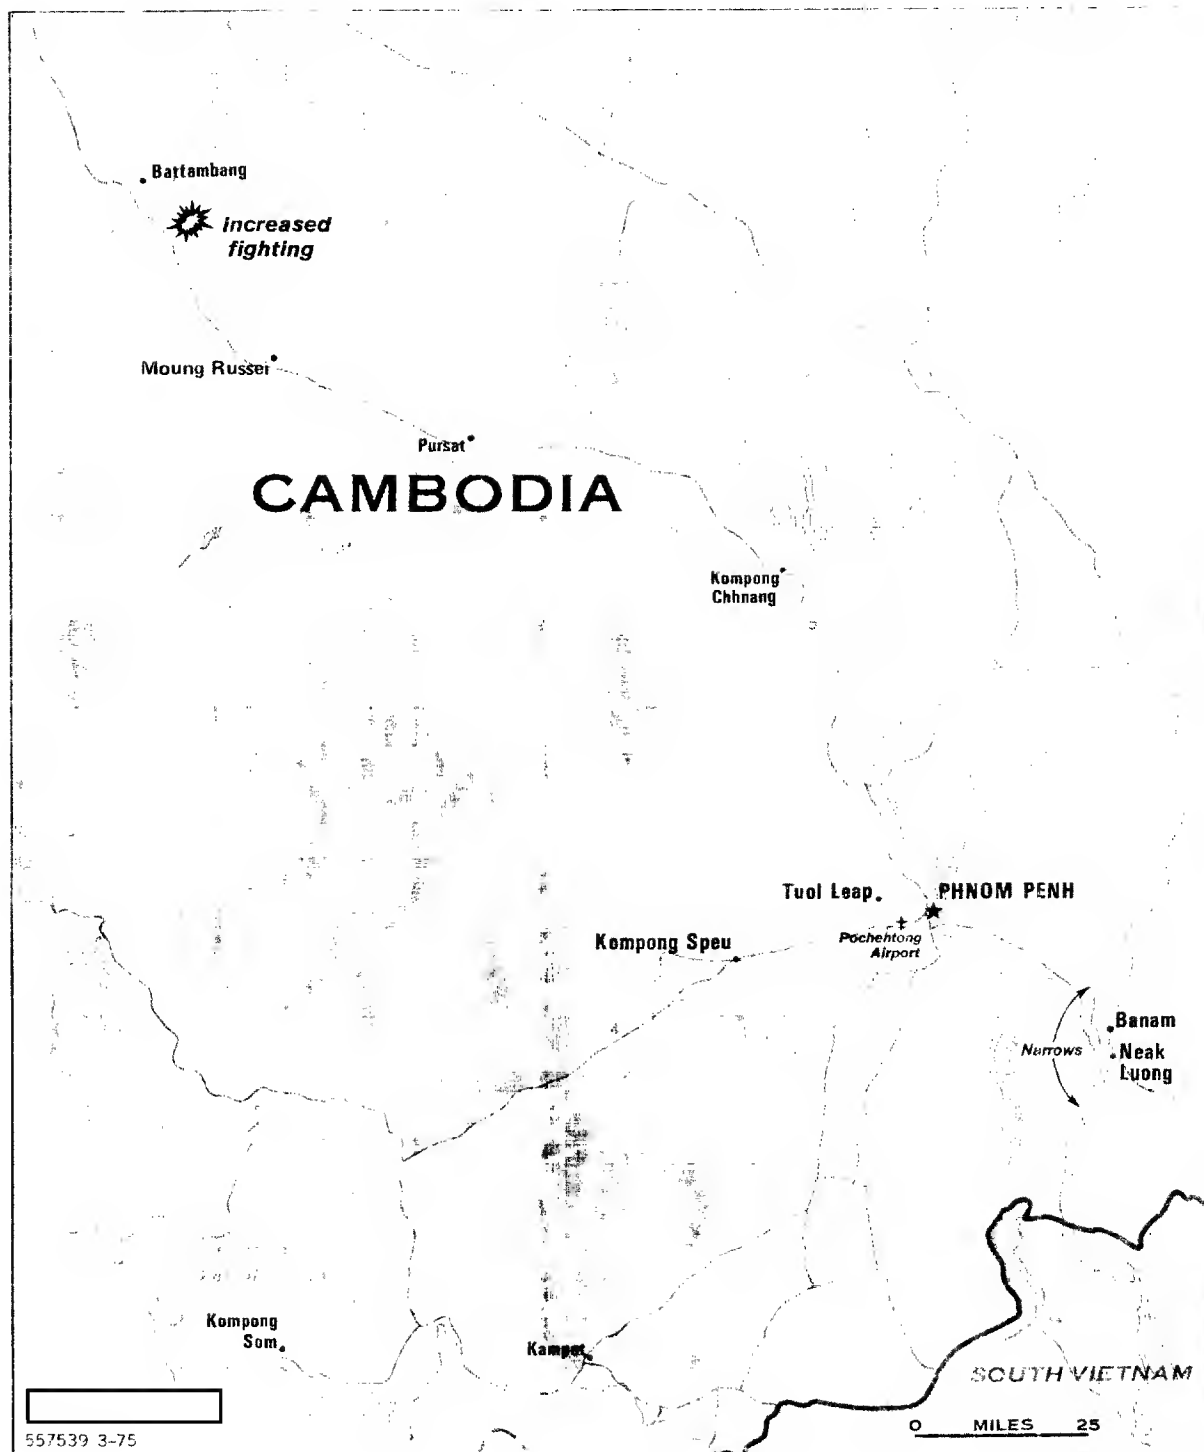 Battambang
Increased
fighting
Moung Russei
Pursat
CAMBODIA
Kompong
Chhnang
Tuol Leap
PHNOM PENH
Pochehtong
Airport
Kompong Speu
Banam
Narrows
Neak
Luong
Kompong
Som
Kampot
SOUTH VIETNAM
0 MILES 25
557539 3-75